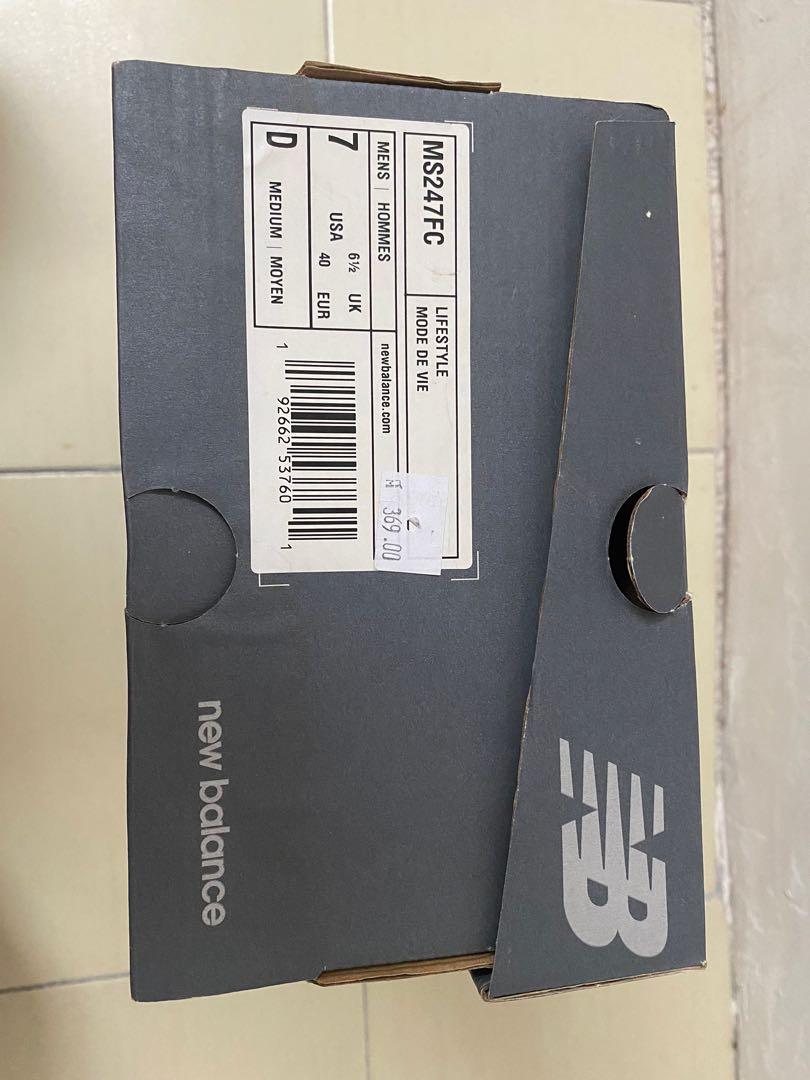 MS247FC
LIFESTYLE
MODE DE VIE
MENS | HOMMES
newbalance.com
7
USA
6½ UK
40 EUR
D
MEDIUM | MOYEN
1 92662 53760 1
369.00
new balance
NB